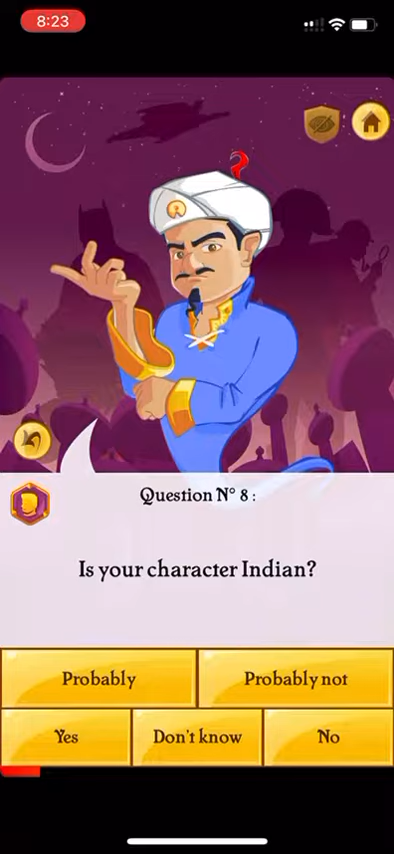 8:23
Question N° 8 :
Is your character Indian?
Probably
Probably not
Yes
Don't know
No